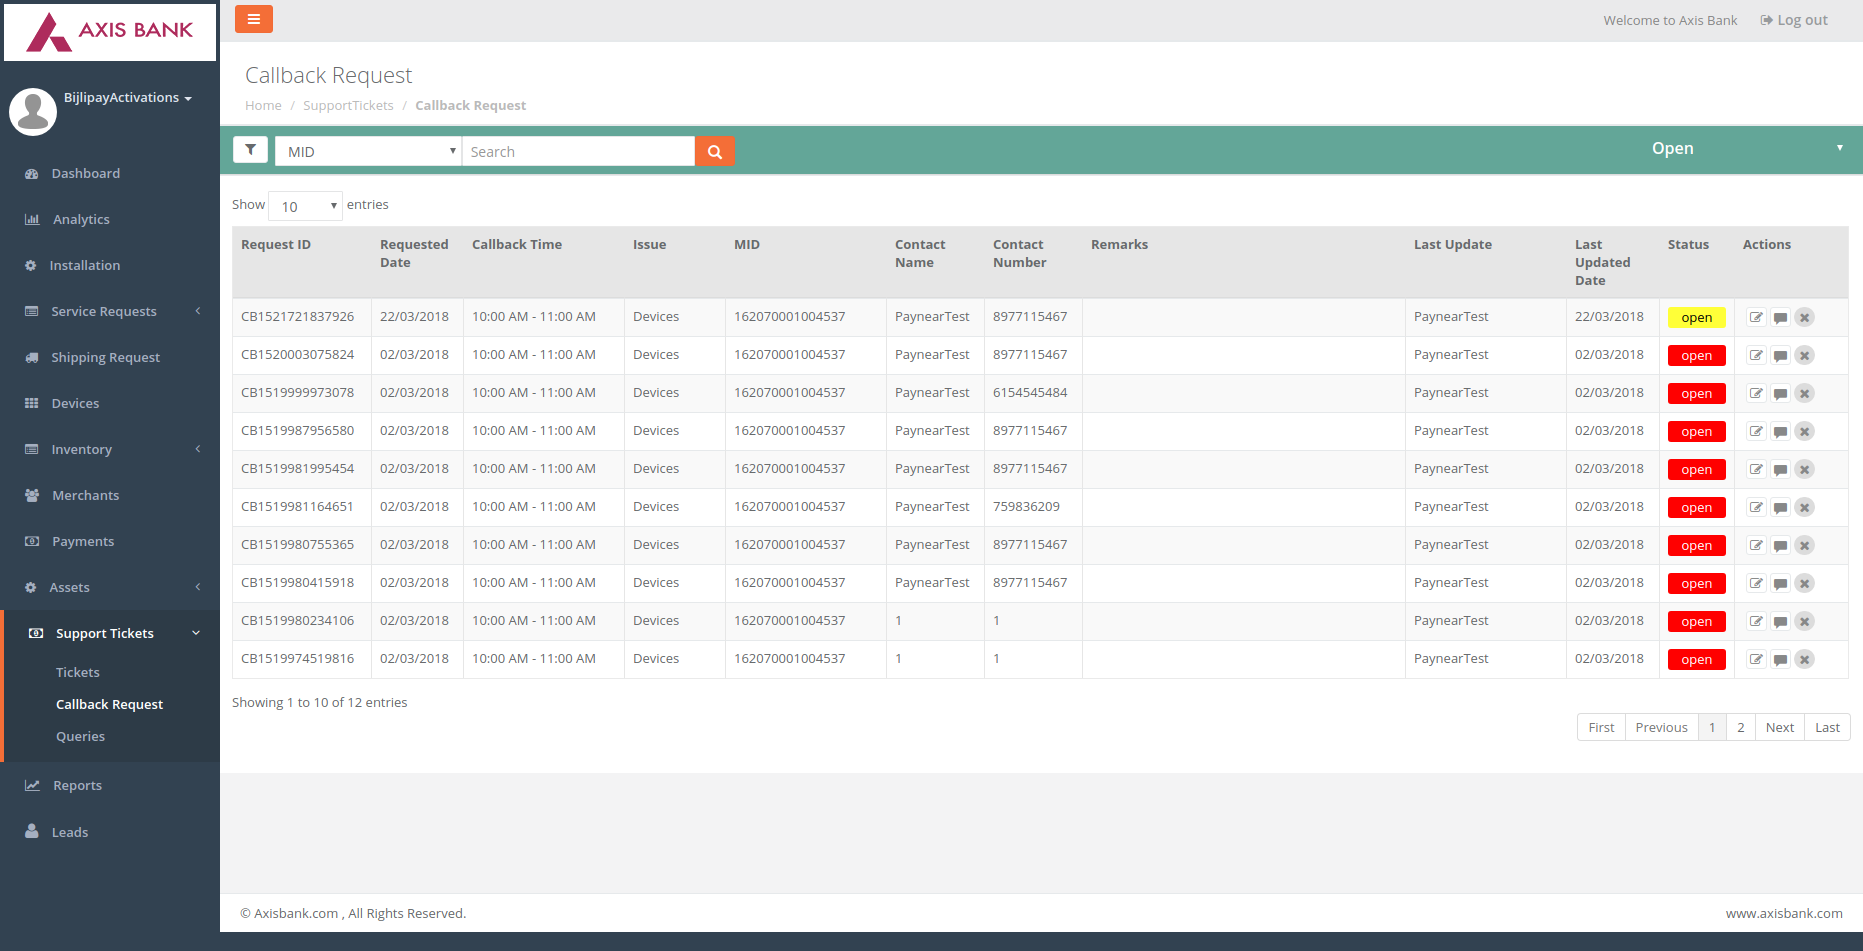 AXIS BANK
Welcome to Axis Bank Log out
BijlipayActivations
Dashboard
Analytics
Installation
Service Requests
Shipping Request
Devices
Inventory
Merchants
Payments
Assets
Support Tickets
Tickets
Callback Request
Queries
Reports
Leads
Callback Request
Home / SupportTickets / Callback Request
MID Search Open
Show 10 entries
Request ID Requested Date Callback Time Issue MID Contact Name Contact Number Remarks Last Update Last Updated Date Status Actions
CB1521721837926 22/03/2018 10:00 AM - 11:00 AM Devices 162070001004537 PaynearTest 8977115467 PaynearTest 22/03/2018 open
CB1520003075824 02/03/2018 10:00 AM - 11:00 AM Devices 162070001004537 PaynearTest 8977115467 PaynearTest 02/03/2018 open
CB1519999973078 02/03/2018 10:00 AM - 11:00 AM Devices 162070001004537 PaynearTest 6154545484 PaynearTest 02/03/2018 open
CB1519987956580 02/03/2018 10:00 AM - 11:00 AM Devices 162070001004537 PaynearTest 8977115467 PaynearTest 02/03/2018 open
CB1519981995454 02/03/2018 10:00 AM - 11:00 AM Devices 162070001004537 PaynearTest 8977115467 PaynearTest 02/03/2018 open
CB1519981164651 02/03/2018 10:00 AM - 11:00 AM Devices 162070001004537 PaynearTest 759836209 PaynearTest 02/03/2018 open
CB1519980755365 02/03/2018 10:00 AM - 11:00 AM Devices 162070001004537 PaynearTest 8977115467 PaynearTest 02/03/2018 open
CB1519980415918 02/03/2018 10:00 AM - 11:00 AM Devices 162070001004537 PaynearTest 8977115467 PaynearTest 02/03/2018 open
CB1519980234106 02/03/2018 10:00 AM - 11:00 AM Devices 162070001004537 1 1 PaynearTest 02/03/2018 open
CB1519974519816 02/03/2018 10:00 AM - 11:00 AM Devices 162070001004537 1 1 PaynearTest 02/03/2018 open
Showing 1 to 10 of 12 entries
First Previous 1 2 Next Last
© Axisbank.com , All Rights Reserved. www.axisbank.com